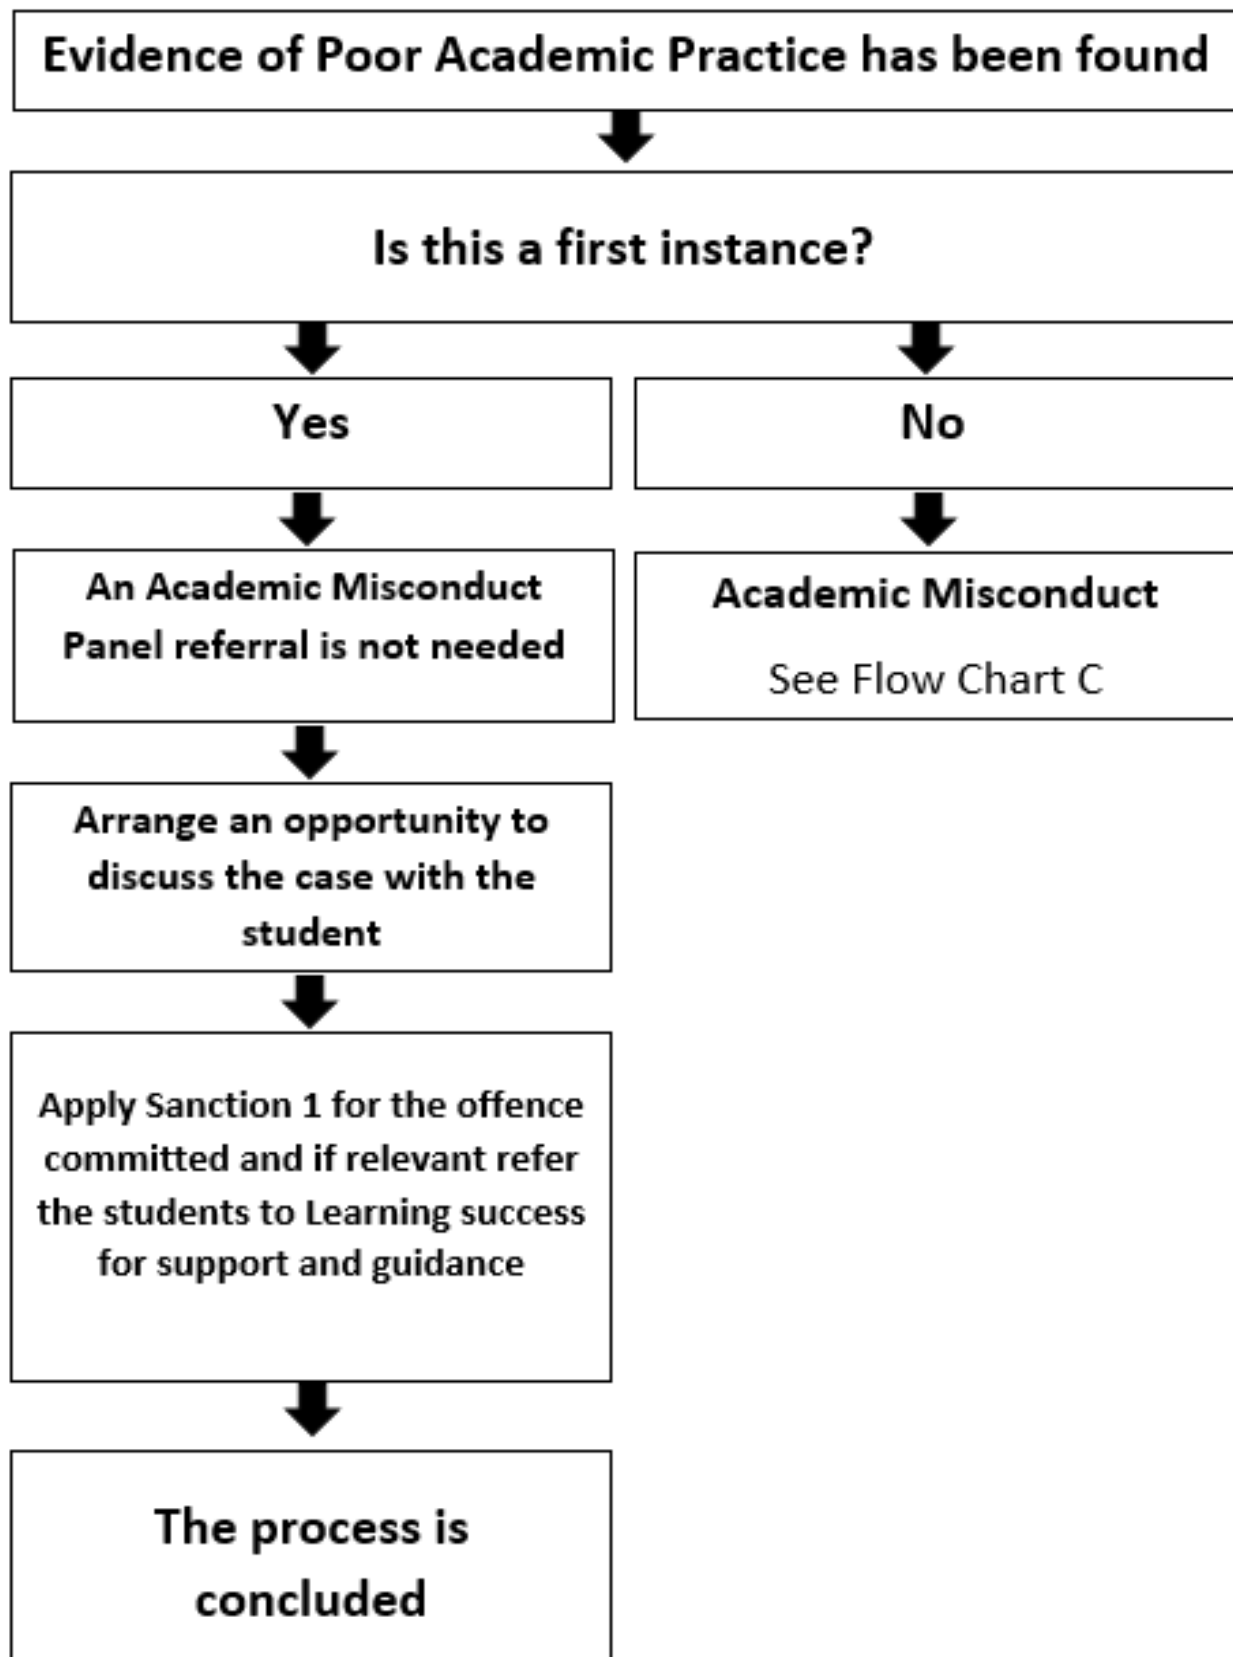 Evidence of Poor Academic Practice has been found
Is this a first instance?
Yes
No
An Academic Misconduct
Panel referral is not needed
Academic Misconduct
See Flow Chart C
Arrange an opportunity to
discuss the case with the
student
Apply Sanction 1 for the offence
committed and if relevant refer
the students to Learning success
for support and guidance
The process is
concluded